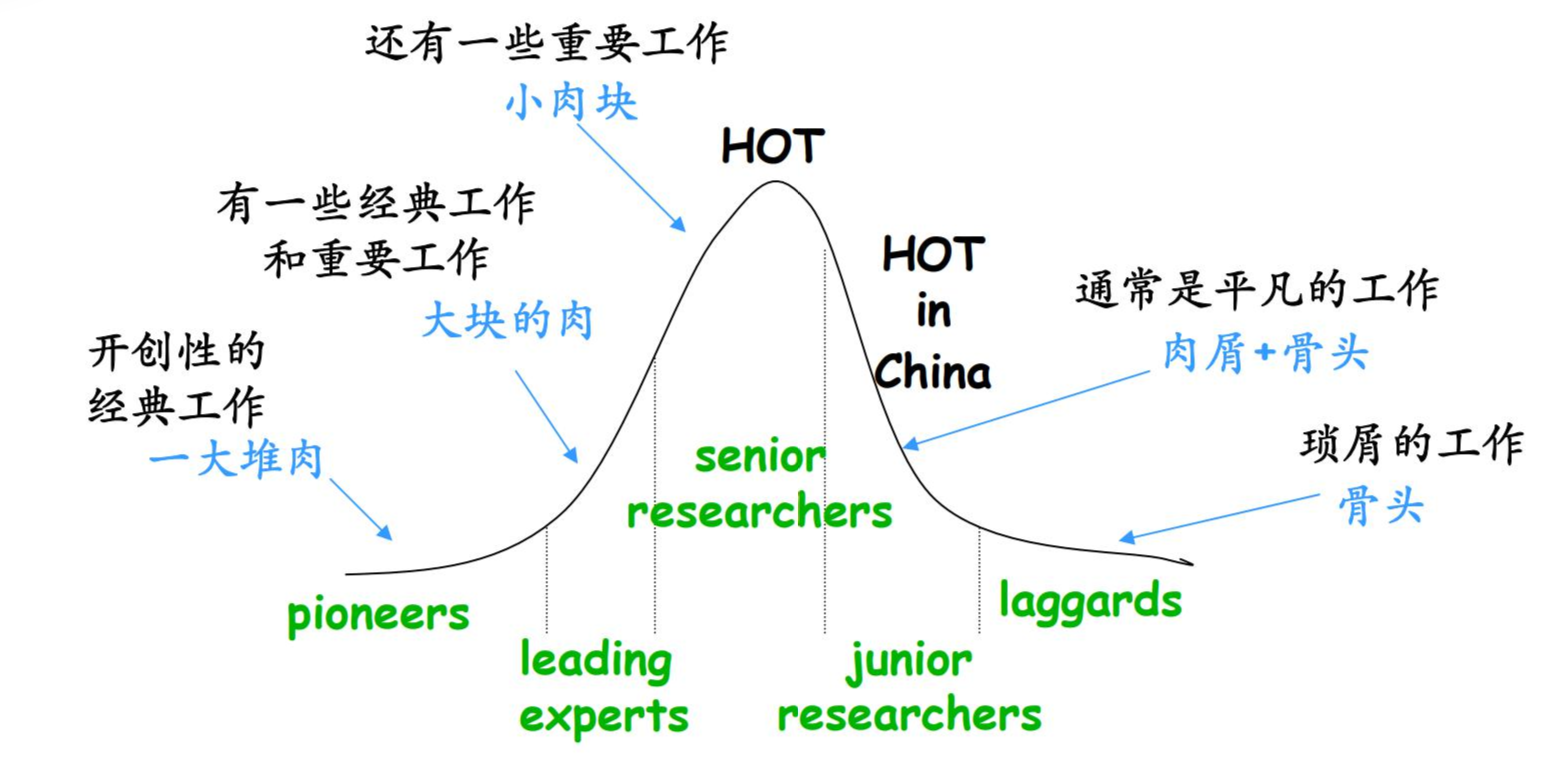 还有一些重要工作
小肉块
HOT
有一些经典工作
和重要工作
大块的肉
HOT
in
China
通常是平凡的工作
肉屑+骨头
开创性的
经典工作
一大堆肉
senior
researchers
琐屑的工作
骨头
pioneers
laggards
leading
experts
junior
researchers